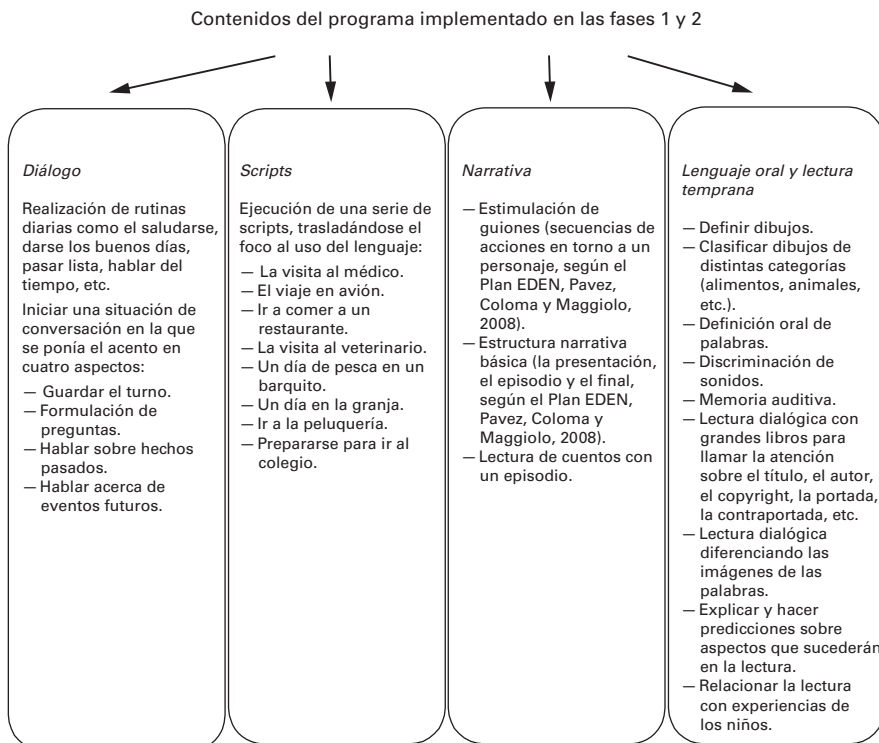 Contenidos del programa implementado en las fases 1 y 2
Diálogo
Realización de rutinas
diarias como el saludarse,
darse los buenos días,
pasar lista, hablar del
tiempo, etc.
Iniciar una situación de
conversación en la que
se ponía el acento en
cuatro aspectos:
— Guardar el turno.
— Formulación de
preguntas.
— Hablar sobre hechos
pasados.
— Hablar acerca de
eventos futuros.
Scripts
Ejecución de una serie de
scripts, trasladándose el
foco al uso del lenguaje:
— La visita al médico.
— El viaje en avión.
— Ir a comer a un
restaurante.
— La visita al veterinario.
— Un día de pesca en un
barquito.
— Un día en la granja.
— Ir a la peluquería.
— Prepararse para ir al
colegio.
Narrativa
— Estimulación de
guiones (secuencias de
acciones en torno a un
personaje, según el
Plan EDEN, Pavez,
Coloma y Maggiolo,
2008).
— Estructura narrativa
básica (la presentación,
el episodio y el final,
según el Plan EDEN,
Pavez, Coloma y
Maggiolo, 2008).
— Lectura de cuentos con
un episodio.
Lenguaje oral y lectura
temprana
— Definir dibujos.
— Clasificar dibujos de
distintas categorías
(alimentos, animales,
etc.).
— Definición oral de
palabras.
— Discriminación de
sonidos.
— Memoria auditiva.
— Lectura dialógica con
grandes libros para
llamar la atención
sobre el título, el autor,
el copyright, la portada,
la contraportada, etc.
— Lectura dialógica
diferenciando las
imágenes de las
palabras.
— Explicar y hacer
predicciones sobre
aspectos que sucederán
en la lectura.
— Relacionar la lectura
con experiencias de
los niños.